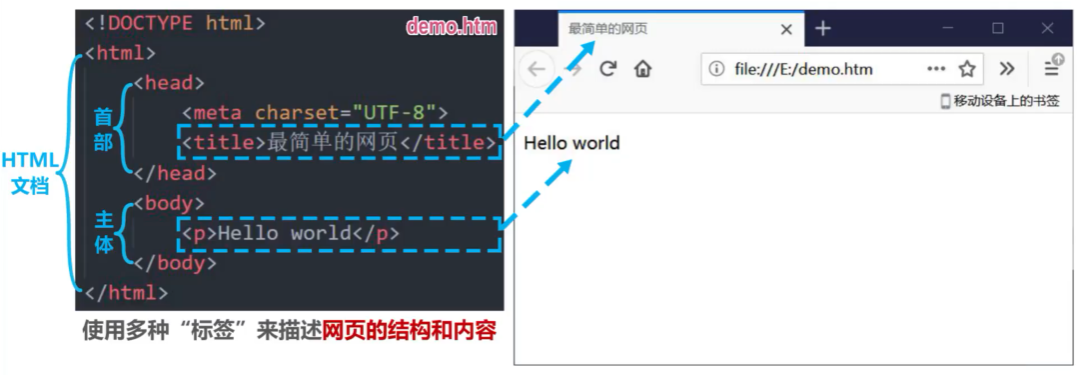 <!DOCTYPE html>
demo.htm
<html>
<head>
<meta charset="UTF-8">
<title>最简单的网页</title>
</head>
<body>
<p>Hello world</p>
</body>
</html>
首部
HTML
文档
主体
使用多种“标签”来描述网页的结构和内容
最简单的网页
file:///E:/demo.htm
移动设备上的书签
Hello world